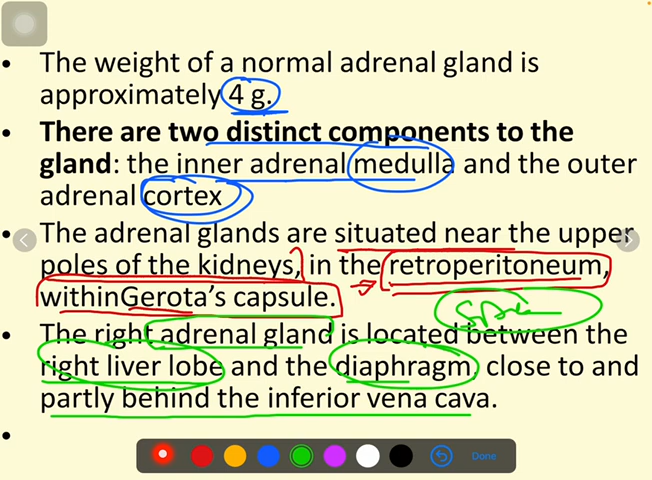 • The weight of a normal adrenal gland is
approximately 4 g.
• There are two distinct components to the
gland: the inner adrenal medulla and the outer
adrenal cortex
• The adrenal glands are situated near the upper
poles of the kidneys, in the retroperitoneum,
withinGerota’s capsule.
• The right adrenal gland is located between the
right liver lobe and the diaphragm, close to and
partly behind the inferior vena cava.
•
Done